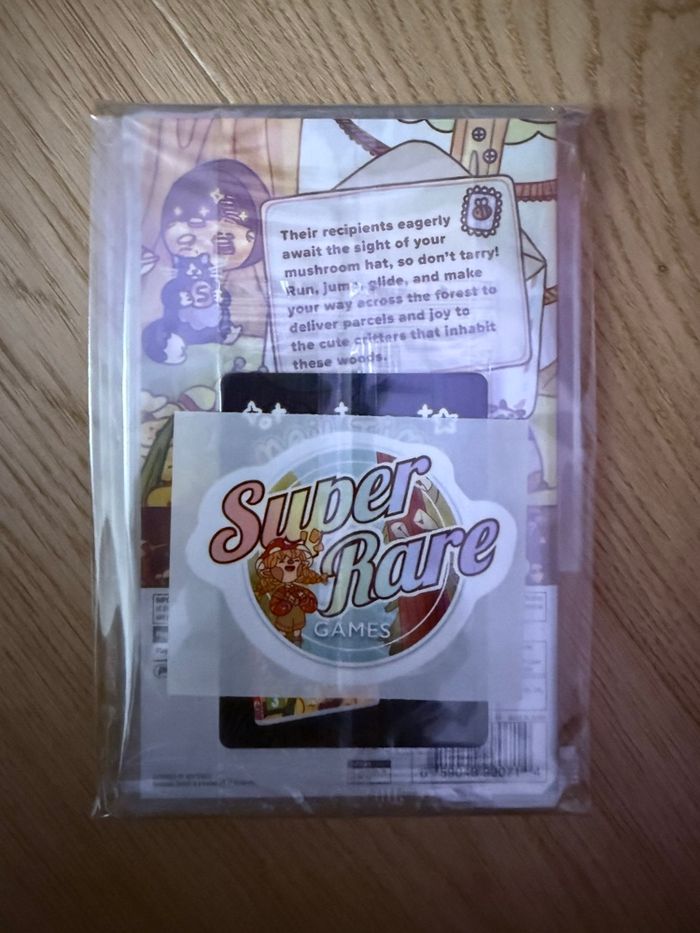 Their recipients eagerly
await the sight of your
mushroom hat, so don't tarry!
Run, jump, glide, and make
your way across the forest to
deliver parcels and joy to
the cute critters that inhabit
these woods.
Super
Rare
GAMES